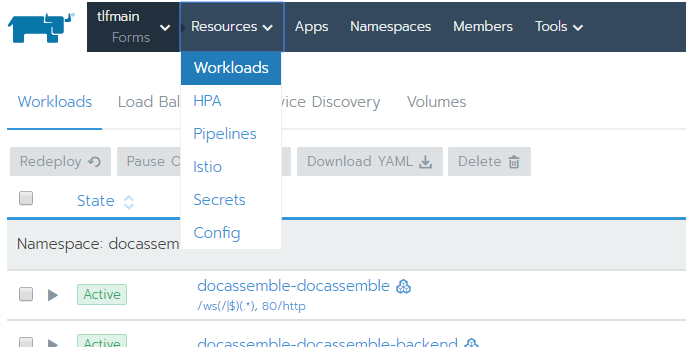 tlfmain Resources Apps Namespaces Members Tools
Forms
Workloads
HPA
Pipelines
Istio
Secrets
Config
Workloads Load Bal vice Discovery Volumes
Redeploy Pause Download YAML Delete
State
Namespace: docassem
Active docassemble-docassemble
/ws(/|$)(.*), 80/http
Active docassemble-docassemble-backend